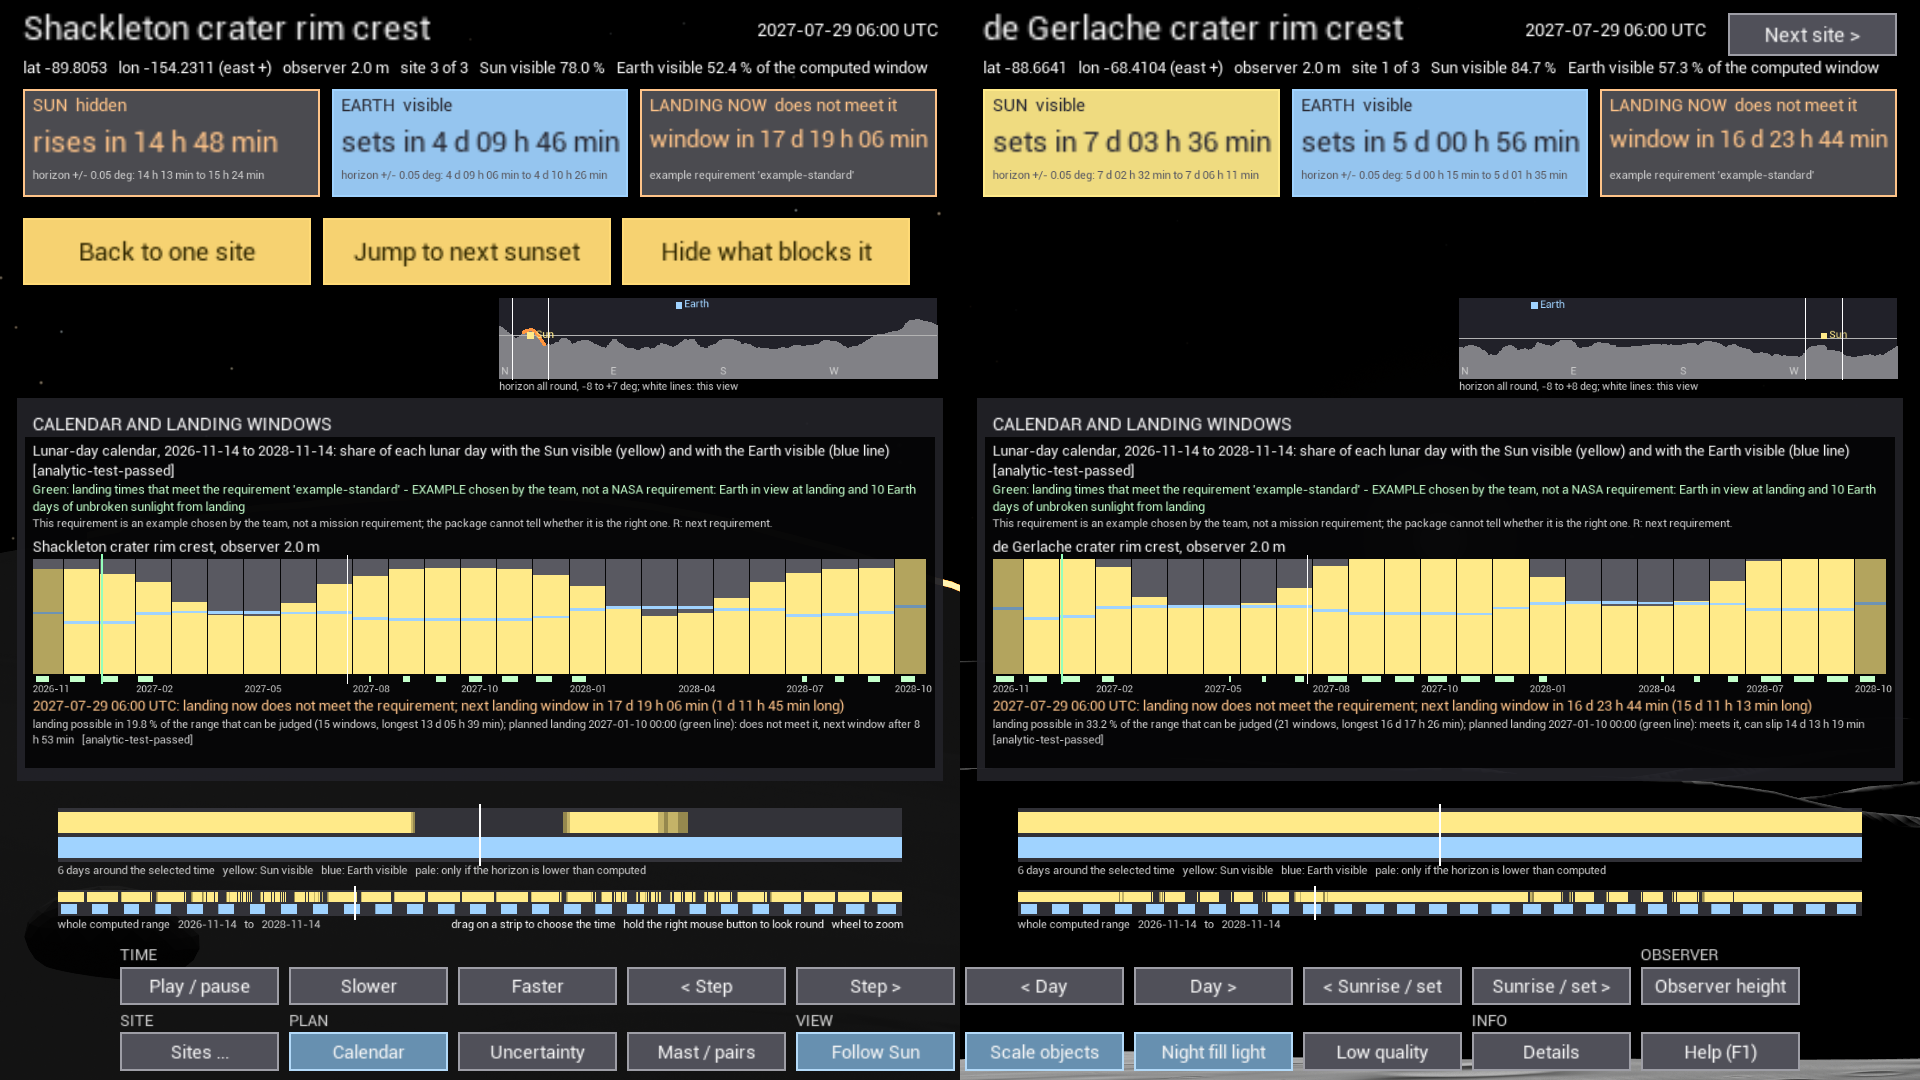 Shackleton crater rim crest
2027-07-29 06:00 UTC
lat -89.8053 lon -154.2311 (east +) observer 2.0 m site 3 of 3 Sun visible 78.0 % Earth visible 52.4 % of the computed window
SUN hidden
rises in 14 h 48 min
horizon +/- 0.05 deg: 14 h 13 min to 15 h 24 min
EARTH visible
sets in 4 d 09 h 46 min
horizon +/- 0.05 deg: 4 d 09 h 06 min to 4 d 10 h 26 min
LANDING NOW does not meet it
window in 17 d 19 h 06 min
example requirement 'example-standard'
Back to one site
Jump to next sunset
Hide what blocks it
Earth
Sun
N E S W
horizon all round, -8 to +7 deg; white lines: this view
CALENDAR AND LANDING WINDOWS
Lunar-day calendar, 2026-11-14 to 2028-11-14: share of each lunar day with the Sun visible (yellow) and with the Earth visible (blue line)
[analytic-test-passed]
Green: landing times that meet the requirement 'example-standard' - EXAMPLE chosen by the team, not a NASA requirement: Earth in view at landing and 10 Earth
days of unbroken sunlight from landing
This requirement is an example chosen by the team, not a mission requirement; the package cannot tell whether it is the right one. R: next requirement.
Shackleton crater rim crest, observer 2.0 m
2026-11 2027-02 2027-05 2027-08 2027-10 2028-01 2028-04 2028-07 2028-10
2027-07-29 06:00 UTC: landing now does not meet the requirement; next landing window in 17 d 19 h 06 min (1 d 11 h 45 min long)
landing possible in 19.8 % of the range that can be judged (15 windows, longest 13 d 05 h 39 min); planned landing 2027-01-10 00:00 (green line): does not meet it, next window after 8
h 53 min [analytic-test-passed]
6 days around the selected time yellow: Sun visible blue: Earth visible pale: only if the horizon is lower than computed
whole computed range 2026-11-14 to 2028-11-14
drag on a strip to choose the time hold the right mouse button to look round wheel to zoom
de Gerlache crater rim crest
2027-07-29 06:00 UTC
Next site >
lat -88.6641 lon -68.4104 (east +) observer 2.0 m site 1 of 3 Sun visible 84.7 % Earth visible 57.3 % of the computed window
SUN visible
sets in 7 d 03 h 36 min
horizon +/- 0.05 deg: 7 d 02 h 32 min to 7 d 06 h 11 min
EARTH visible
sets in 5 d 00 h 56 min
horizon +/- 0.05 deg: 5 d 00 h 15 min to 5 d 01 h 35 min
LANDING NOW does not meet it
window in 16 d 23 h 44 min
example requirement 'example-standard'
Earth
Sun
N E S W
horizon all round, -8 to +8 deg; white lines: this view
CALENDAR AND LANDING WINDOWS
Lunar-day calendar, 2026-11-14 to 2028-11-14: share of each lunar day with the Sun visible (yellow) and with the Earth visible (blue line)
[analytic-test-passed]
Green: landing times that meet the requirement 'example-standard' - EXAMPLE chosen by the team, not a NASA requirement: Earth in view at landing and 10 Earth
days of unbroken sunlight from landing
This requirement is an example chosen by the team, not a mission requirement; the package cannot tell whether it is the right one. R: next requirement.
de Gerlache crater rim crest, observer 2.0 m
2026-11 2027-02 2027-05 2027-08 2027-10 2028-01 2028-04 2028-07 2028-10
2027-07-29 06:00 UTC: landing now does not meet the requirement; next landing window in 16 d 23 h 44 min (15 d 11 h 13 min long)
landing possible in 33.2 % of the range that can be judged (21 windows, longest 16 d 17 h 26 min); planned landing 2027-01-10 00:00 (green line): meets it, can slip 14 d 13 h 19 min
[analytic-test-passed]
6 days around the selected time yellow: Sun visible blue: Earth visible pale: only if the horizon is lower than computed
whole computed range 2026-11-14 to 2028-11-14
TIME
OBSERVER
Play / pause
Slower
Faster
< Step
Step >
< Day
Day >
< Sunrise / set
Sunrise / set >
Observer height
SITE
PLAN
VIEW
INFO
Sites ...
Calendar
Uncertainty
Mast / pairs
Follow Sun
Scale objects
Night fill light
Low quality
Details
Help (F1)